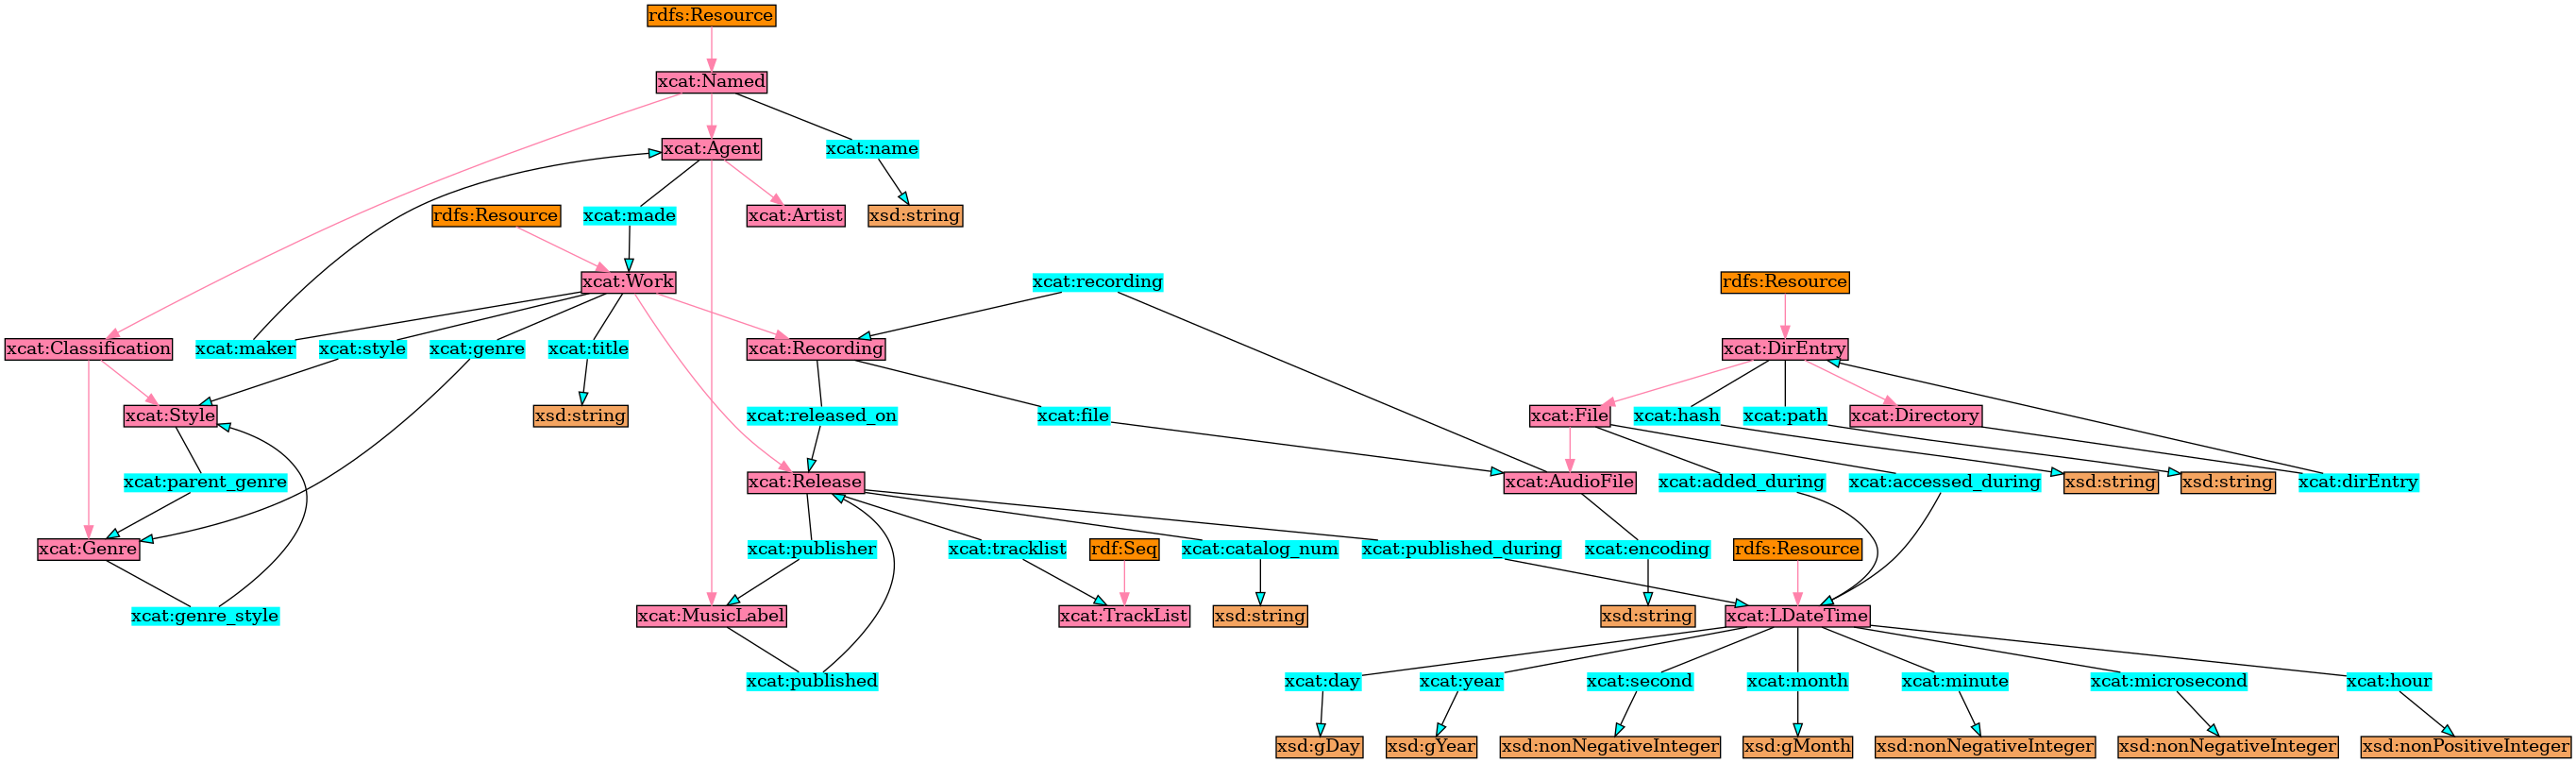 rdfs:Resource
xcat:Named
xcat:Agent
xcat:name
rdfs:Resource
xcat:made
xcat:Artist
xsd:string
xcat:Work
xcat:recording
rdfs:Resource
xcat:Classification
xcat:maker
xcat:style
xcat:genre
xcat:title
xcat:Recording
xcat:DirEntry
xcat:Style
xsd:string
xcat:released_on
xcat:file
xcat:File
xcat:hash
xcat:path
xcat:Directory
xcat:parent_genre
xcat:Release
xcat:AudioFile
xcat:added_during
xcat:accessed_during
xsd:string
xsd:string
xcat:dirEntry
xcat:Genre
xcat:publisher
xcat:tracklist
rdf:Seq
xcat:catalog_num
xcat:published_during
xcat:encoding
rdfs:Resource
xcat:genre_style
xcat:MusicLabel
xcat:TrackList
xsd:string
xsd:string
xcat:LDateTime
xcat:published
xcat:day
xcat:year
xcat:second
xcat:month
xcat:minute
xcat:microsecond
xcat:hour
xsd:gDay
xsd:gYear
xsd:nonNegativeInteger
xsd:gMonth
xsd:nonNegativeInteger
xsd:nonNegativeInteger
xsd:nonPositiveInteger